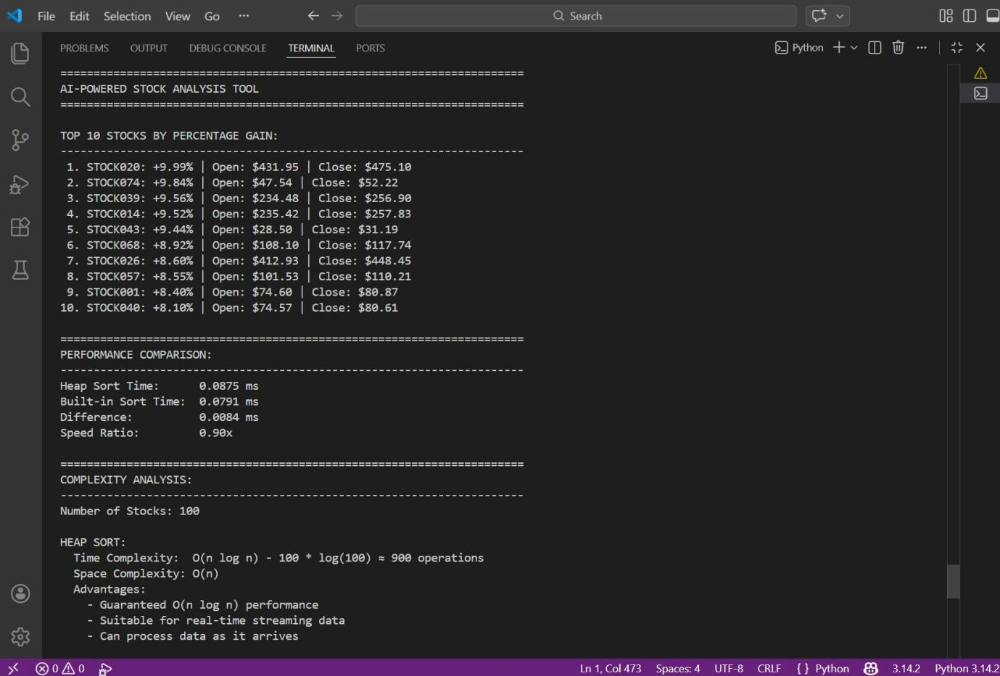 File Edit Selection View Go ··· Search
PROBLEMS OUTPUT DEBUG CONSOLE TERMINAL PORTS Python
======================================================================
AI-POWERED STOCK ANALYSIS TOOL
======================================================================
TOP 10 STOCKS BY PERCENTAGE GAIN:
----------------------------------------------------------------------
1. STOCK020: +9.99% | Open: $431.95 | Close: $475.10
2. STOCK074: +9.84% | Open: $47.54 | Close: $52.22
3. STOCK039: +9.56% | Open: $234.48 | Close: $256.90
4. STOCK014: +9.52% | Open: $235.42 | Close: $257.83
5. STOCK043: +9.44% | Open: $28.50 | Close: $31.19
6. STOCK068: +8.92% | Open: $108.10 | Close: $117.74
7. STOCK026: +8.60% | Open: $412.93 | Close: $448.45
8. STOCK057: +8.55% | Open: $101.53 | Close: $110.21
9. STOCK001: +8.40% | Open: $74.60 | Close: $80.87
10. STOCK040: +8.10% | Open: $74.57 | Close: $80.61
======================================================================
PERFORMANCE COMPARISON:
----------------------------------------------------------------------
Heap Sort Time: 0.0875 ms
Built-in Sort Time: 0.0791 ms
Difference: 0.0084 ms
Speed Ratio: 0.90x
======================================================================
COMPLEXITY ANALYSIS:
----------------------------------------------------------------------
Number of Stocks: 100
HEAP SORT:
Time Complexity: O(n log n) - 100 * log(100) ≈ 900 operations
Space Complexity: O(n)
Advantages:
- Guaranteed O(n log n) performance
- Suitable for real-time streaming data
- Can process data as it arrives
0 0 Ln 1, Col 473 Spaces: 4 UTF-8 CRLF { } Python 3.14.2 Python 3.14.2